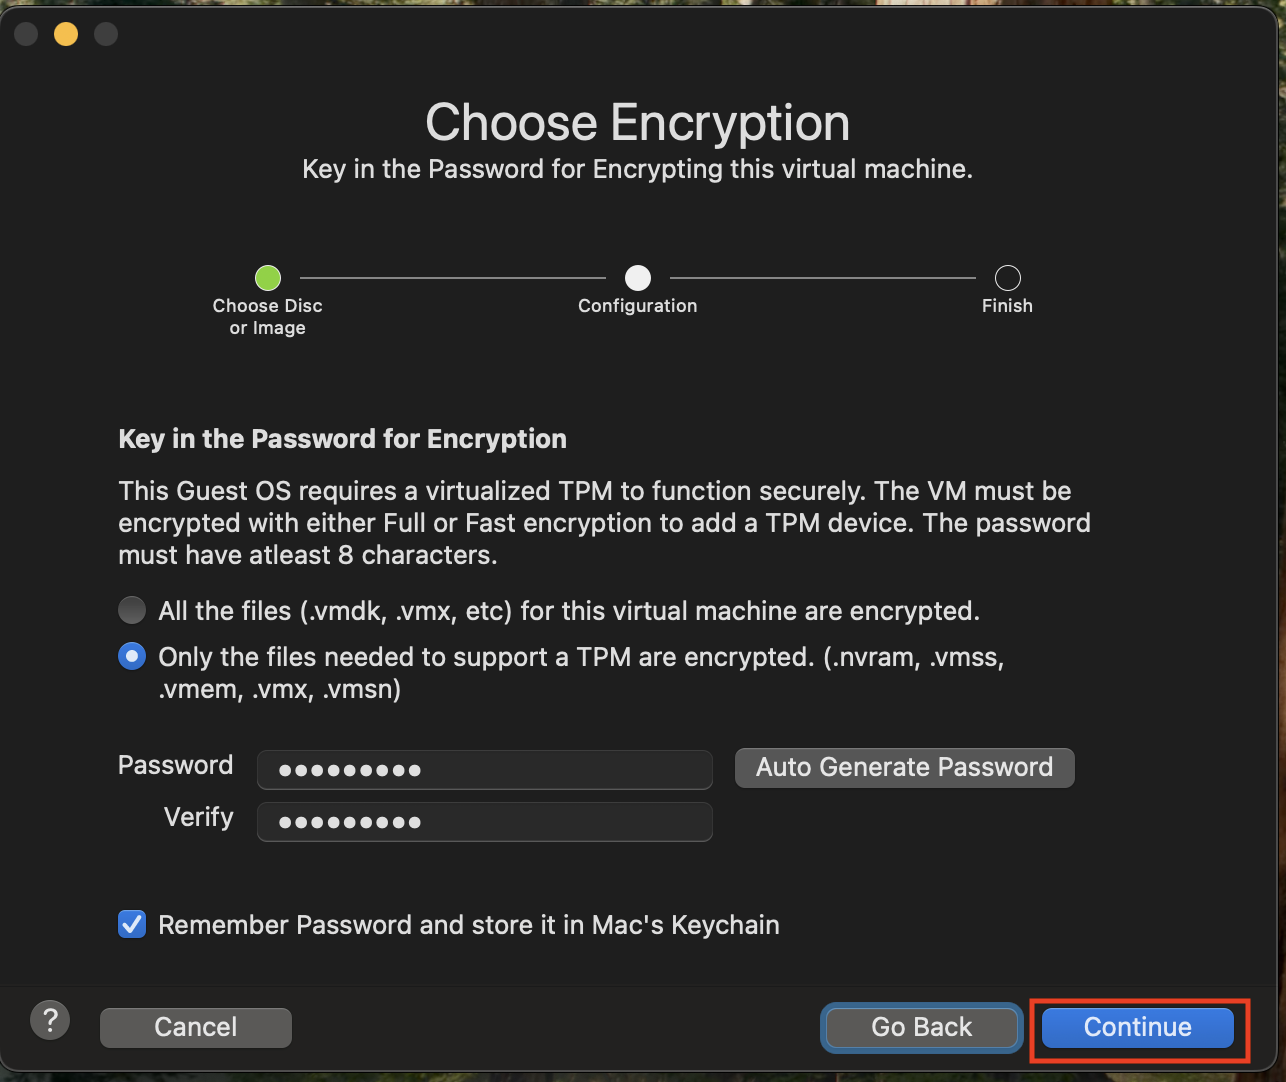 Choose Encryption
Key in the Password for Encrypting this virtual machine.
Choose Disc
or Image
Configuration
Finish
Key in the Password for Encryption
This Guest OS requires a virtualized TPM to function securely. The VM must be
encrypted with either Full or Fast encryption to add a TPM device. The password
must have atleast 8 characters.
All the files (.vmdk, .vmx, etc) for this virtual machine are encrypted.
Only the files needed to support a TPM are encrypted. (.nvram, .vmss,
.vmem, .vmx, .vmsn)
Password
●●●●●●●●●
Auto Generate Password
Verify
●●●●●●●●●
Remember Password and store it in Mac's Keychain
?
Cancel
Go Back
Continue